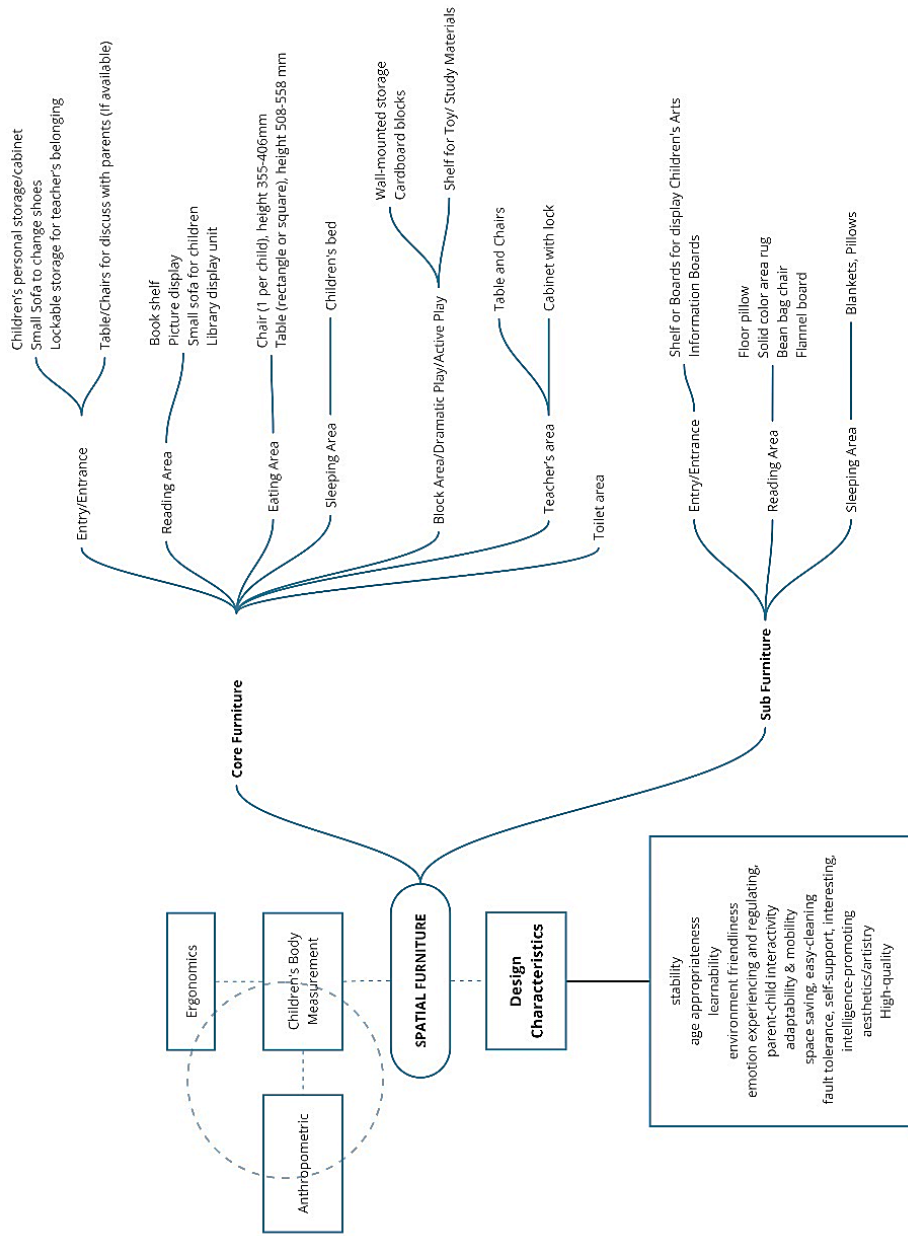 Ergonomics
Anthropometric
Children's Body
Measurement
SPATIAL FURNITURE
Design
Characteristics
stability
age appropriateness
learnability
environment friendliness
emotion experiencing and regulating,
parent-child interactivity
adaptability & mobility
space saving, easy-cleaning
fault tolerance, self-support, interesting,
intelligence-promoting
aesthetics/artistry
High-quality
Core Furniture
Entry/Entrance
Children's personal storage/cabinet
Small Sofa to change shoes
Lockable storage for teacher's belonging
Table/Chairs for discuss with parents (If available)
Reading Area
Book shelf
Picture display
Small sofa for children
Library display unit
Eating Area
Chair (1 per child), height 355-406mm
Table (rectangle or square), height 508-558 mm
Sleeping Area
Children's bed
Block Area/Dramatic Play/Active Play
Wall-mounted storage
Cardboard blocks
Shelf for Toy/ Study Materials
Teacher's area
Table and Chairs
Cabinet with lock
Toilet area
Sub Furniture
Entry/Entrance
Shelf or Boards for display Children's Arts
Information Boards
Reading Area
Floor pillow
Solid color area rug
Bean bag chair
Flannel board
Sleeping Area
Blankets, Pillows